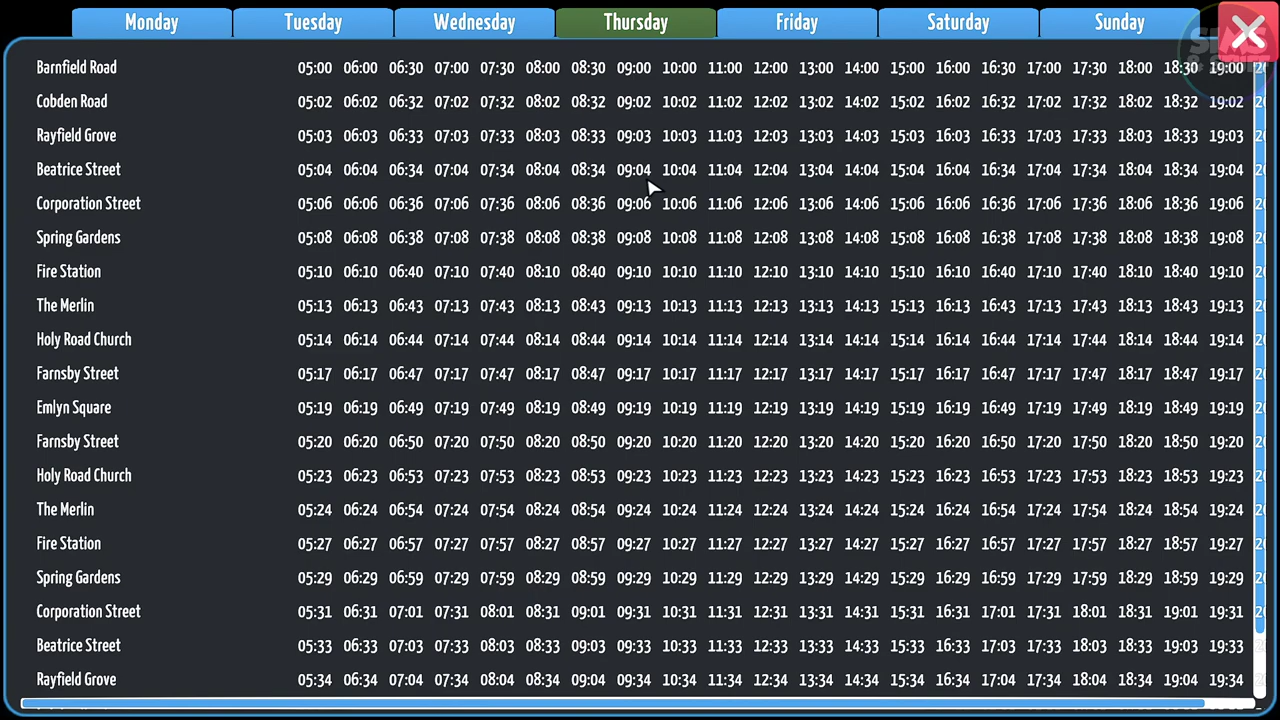 Monday Tuesday Wednesday Thursday Friday Saturday Sunday
Barnfield Road 05:00 06:00 06:30 07:00 07:30 08:00 08:30 09:00 10:00 11:00 12:00 13:00 14:00 15:00 16:00 16:30 17:00 17:30 18:00 18:30 19:00
Cobden Road 05:02 06:02 06:32 07:02 07:32 08:02 08:32 09:02 10:02 11:02 12:02 13:02 14:02 15:02 16:02 16:32 17:02 17:32 18:02 18:32 19:02
Rayfield Grove 05:03 06:03 06:33 07:03 07:33 08:03 08:33 09:03 10:03 11:03 12:03 13:03 14:03 15:03 16:03 16:33 17:03 17:33 18:03 18:33 19:03
Beatrice Street 05:04 06:04 06:34 07:04 07:34 08:04 08:34 09:04 10:04 11:04 12:04 13:04 14:04 15:04 16:04 16:34 17:04 17:34 18:04 18:34 19:04
Corporation Street 05:06 06:06 06:36 07:06 07:36 08:06 08:36 09:06 10:06 11:06 12:06 13:06 14:06 15:06 16:06 16:36 17:06 17:36 18:06 18:36 19:06
Spring Gardens 05:08 06:08 06:38 07:08 07:38 08:08 08:38 09:08 10:08 11:08 12:08 13:08 14:08 15:08 16:08 16:38 17:08 17:38 18:08 18:38 19:08
Fire Station 05:10 06:10 06:40 07:10 07:40 08:10 08:40 09:10 10:10 11:10 12:10 13:10 14:10 15:10 16:10 16:40 17:10 17:40 18:10 18:40 19:10
The Merlin 05:13 06:13 06:43 07:13 07:43 08:13 08:43 09:13 10:13 11:13 12:13 13:13 14:13 15:13 16:13 16:43 17:13 17:43 18:13 18:43 19:13
Holy Road Church 05:14 06:14 06:44 07:14 07:44 08:14 08:44 09:14 10:14 11:14 12:14 13:14 14:14 15:14 16:14 16:44 17:14 17:44 18:14 18:44 19:14
Farnsby Street 05:17 06:17 06:47 07:17 07:47 08:17 08:47 09:17 10:17 11:17 12:17 13:17 14:17 15:17 16:17 16:47 17:17 17:47 18:17 18:47 19:17
Emlyn Square 05:19 06:19 06:49 07:19 07:49 08:19 08:49 09:19 10:19 11:19 12:19 13:19 14:19 15:19 16:19 16:49 17:19 17:49 18:19 18:49 19:19
Farnsby Street 05:20 06:20 06:50 07:20 07:50 08:20 08:50 09:20 10:20 11:20 12:20 13:20 14:20 15:20 16:20 16:50 17:20 17:50 18:20 18:50 19:20
Holy Road Church 05:23 06:23 06:53 07:23 07:53 08:23 08:53 09:23 10:23 11:23 12:23 13:23 14:23 15:23 16:23 16:53 17:23 17:53 18:23 18:53 19:23
The Merlin 05:24 06:24 06:54 07:24 07:54 08:24 08:54 09:24 10:24 11:24 12:24 13:24 14:24 15:24 16:24 16:54 17:24 17:54 18:24 18:54 19:24
Fire Station 05:27 06:27 06:57 07:27 07:57 08:27 08:57 09:27 10:27 11:27 12:27 13:27 14:27 15:27 16:27 16:57 17:27 17:57 18:27 18:57 19:27
Spring Gardens 05:29 06:29 06:59 07:29 07:59 08:29 08:59 09:29 10:29 11:29 12:29 13:29 14:29 15:29 16:29 16:59 17:29 17:59 18:29 18:59 19:29
Corporation Street 05:31 06:31 07:01 07:31 08:01 08:31 09:01 09:31 10:31 11:31 12:31 13:31 14:31 15:31 16:31 17:01 17:31 18:01 18:31 19:01 19:31
Beatrice Street 05:33 06:33 07:03 07:33 08:03 08:33 09:03 09:33 10:33 11:33 12:33 13:33 14:33 15:33 16:33 17:03 17:33 18:03 18:33 19:03 19:33
Rayfield Grove 05:34 06:34 07:04 07:34 08:04 08:34 09:04 09:34 10:34 11:34 12:34 13:34 14:34 15:34 16:34 17:04 17:34 18:04 18:34 19:04 19:34